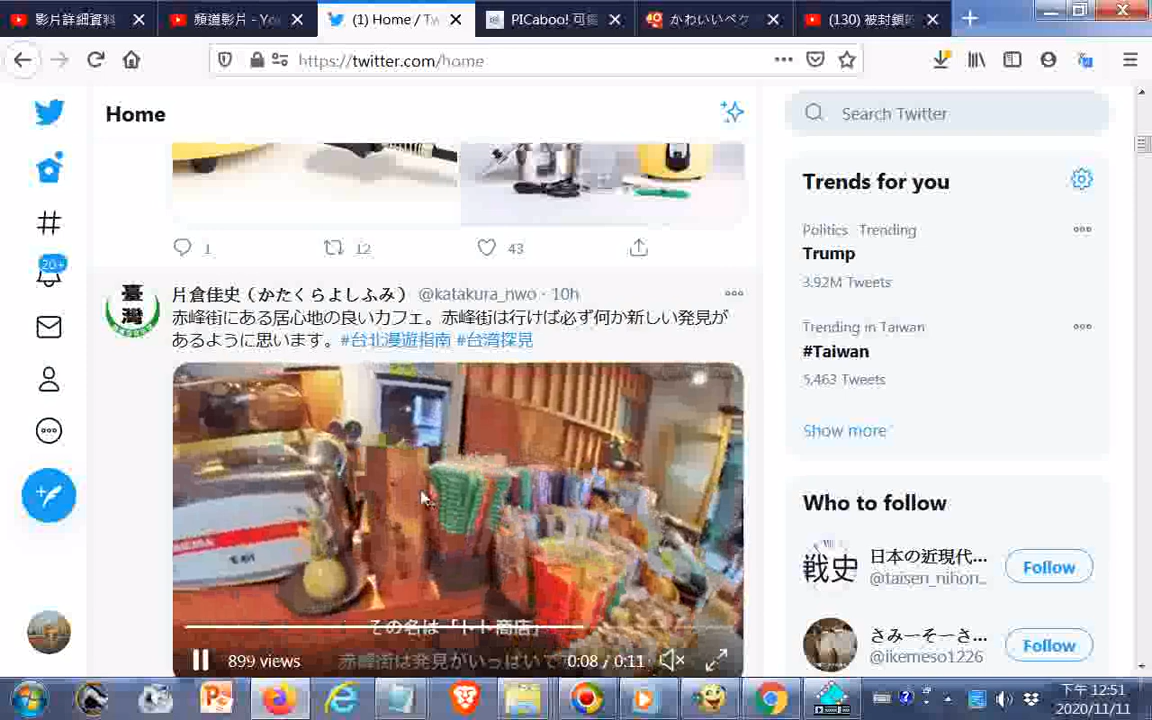 影片詳細資料
頻道影片 - Yo
(1) Home / Tw
PICaboo! 可
かわいいベク
(130) 被封鎖
https://twitter.com/home
Home
Search Twitter
Trends for you
Politics Trending
Trump
3.92M Tweets
Trending in Taiwan
#Taiwan
5,463 Tweets
Show more
Who to follow
日本の近現代...
@taisen_nihon_
Follow
さみーそーさ...
@ikemeso1226
Follow
1
12
43
20+
臺灣
片倉佳史（かたくらよしふみ） @katakura_nwo · 10h
赤峰街にある居心地の良いカフェ。赤峰街は行けば必ず何か新しい発見が
あるように思います。#台北漫遊指南 #台湾探見
その名は「トト商店」
赤峰街は発見がいっぱいで
899 views
0:08 / 0:11
戦史
下午 12:51
2020/11/11